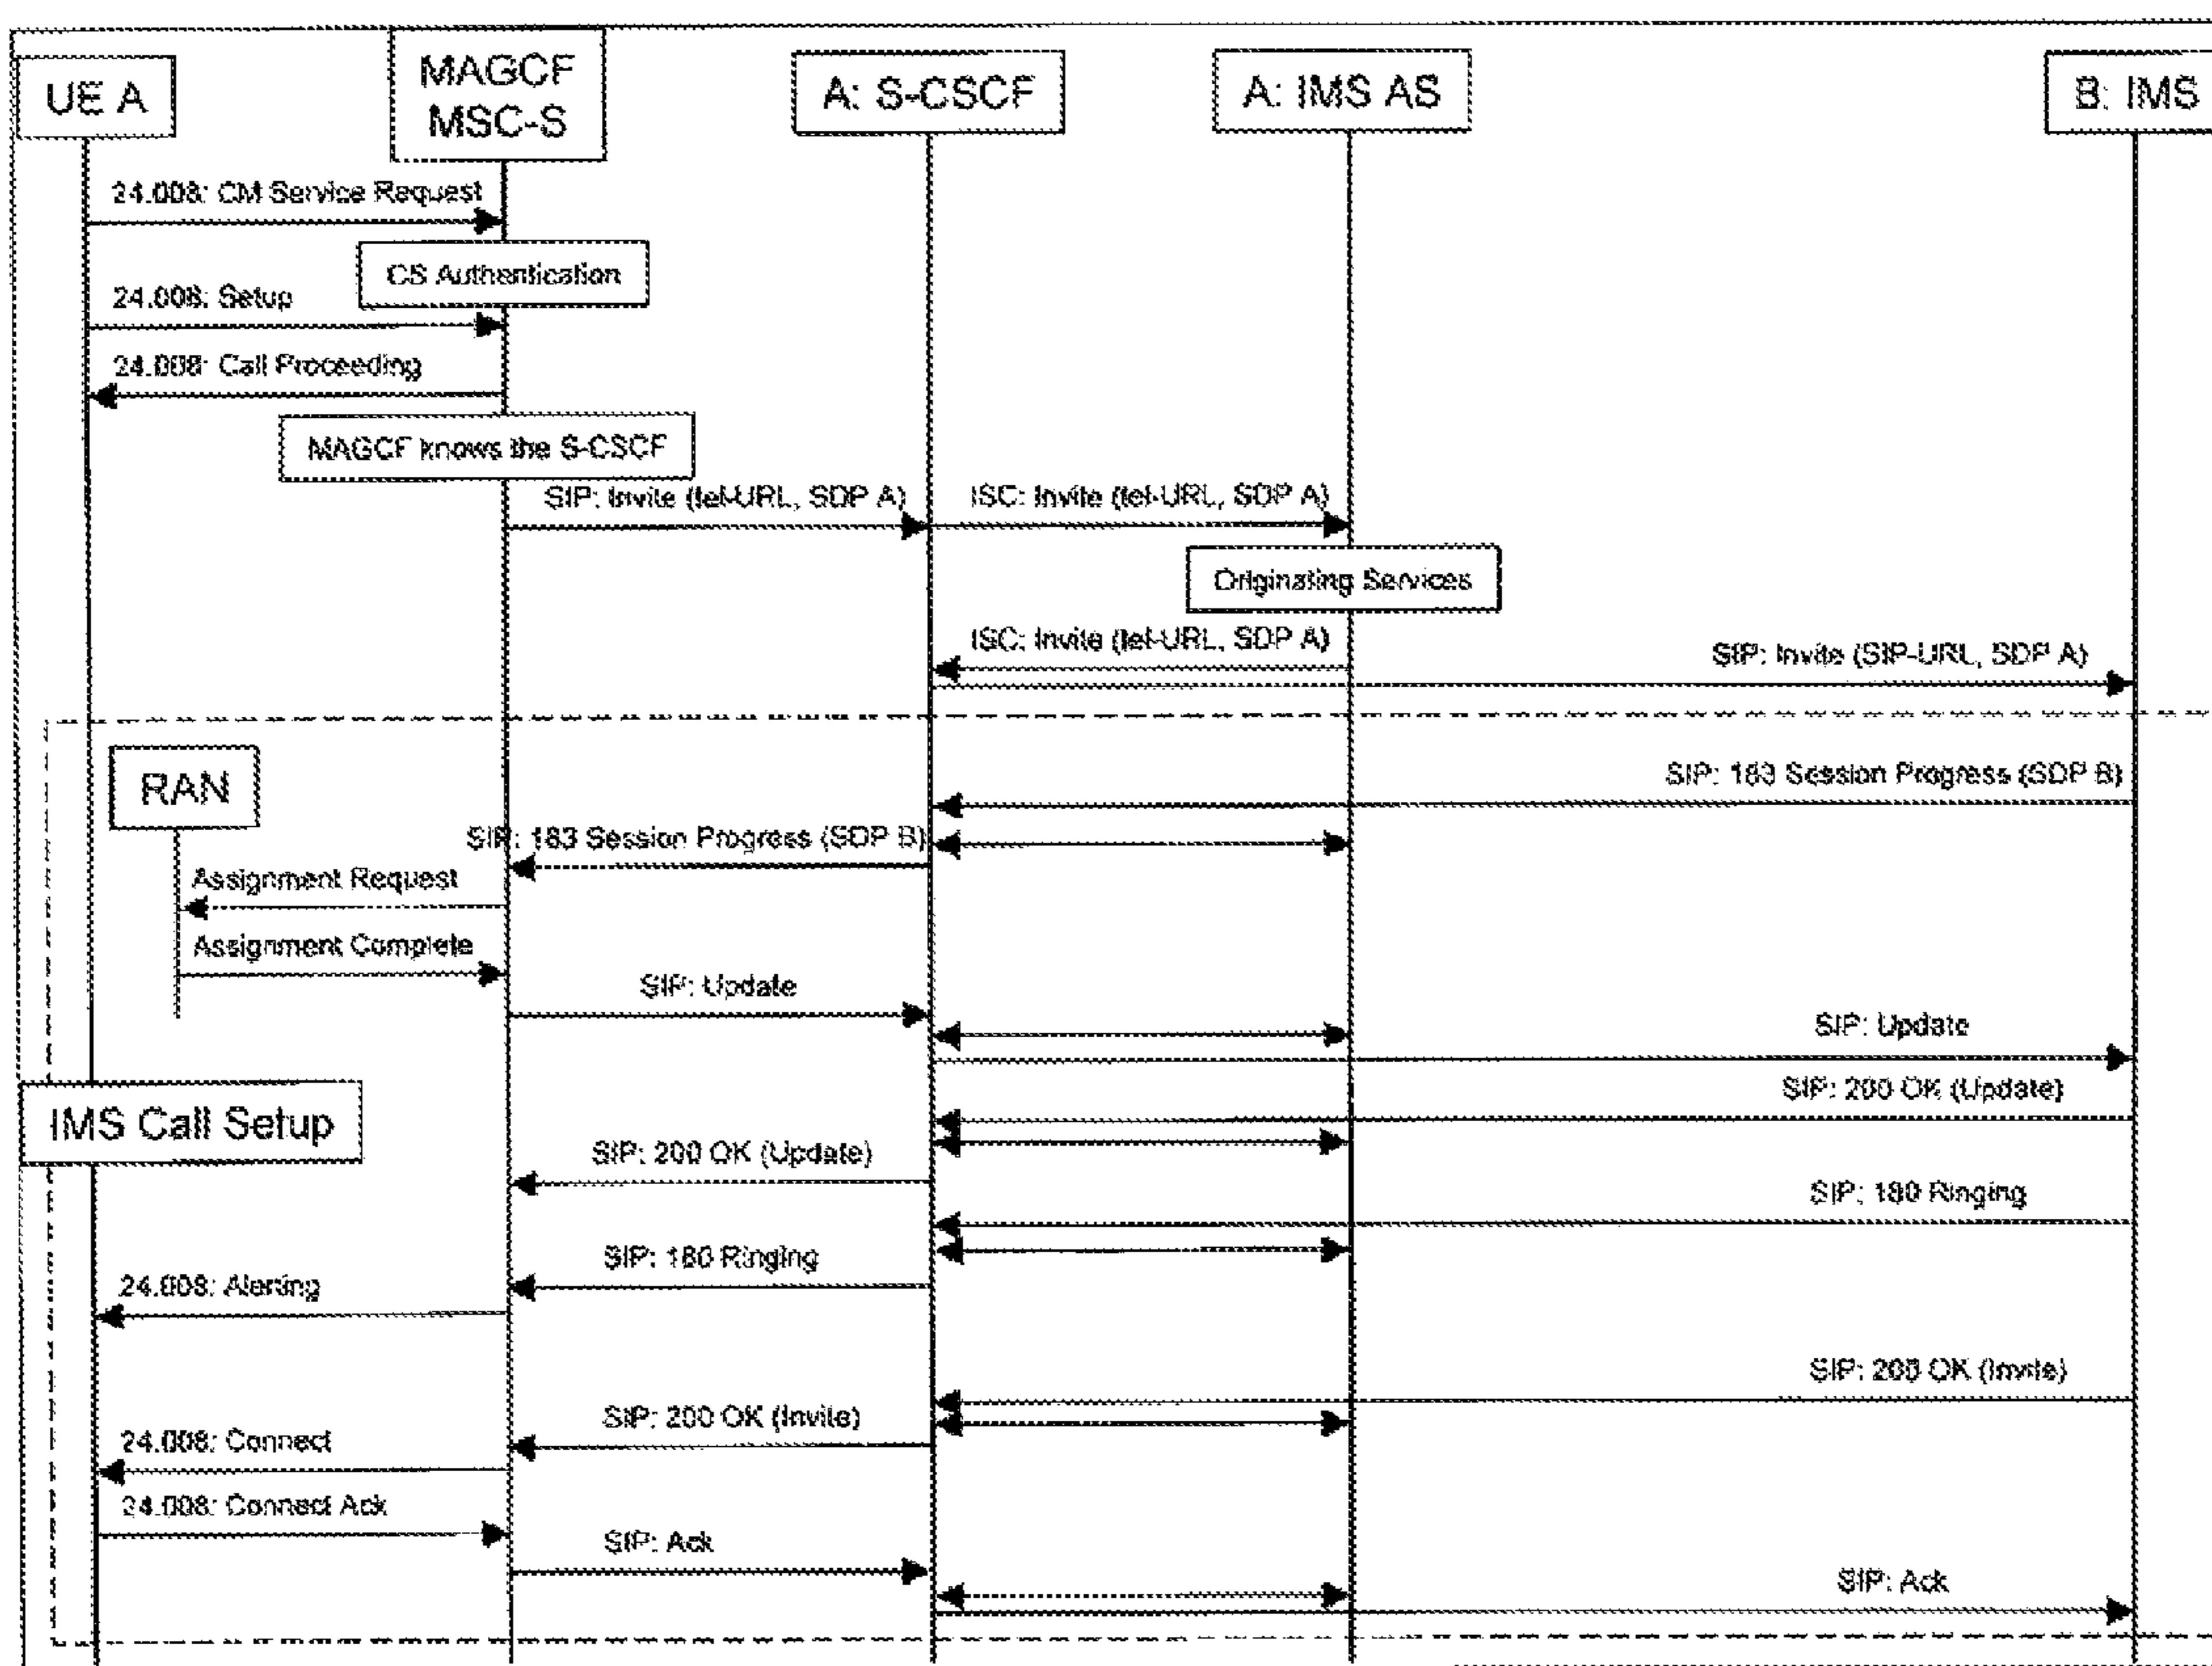 UE A
MAGCF
MSC-S
A: S-CSCF
A: IMS AS
B: IMS
24.008: CM Service Request
CS Authentication
24.008: Setup
24.008: Call Proceeding
MAGCF knows the S-CSCF
SIP: Invite (tel-URL, SDP A)
ISC: Invite (tel-URL, SDP A)
Originating Services
ISC: Invite (tel-URL, SDP A)
SIP: Invite (SIP-URL, SDP A)
RAN
SIP: 183 Session Progress (SDP B)
SIP: 183 Session Progress (SDP B)
Assignment Request
Assignment Complete
SIP: Update
SIP: Update
IMS Call Setup
SIP: 200 OK (Update)
SIP: 200 OK (Update)
SIP: 180 Ringing
SIP: 180 Ringing
24.008: Alerting
SIP: 200 OK (Invite)
SIP: 200 OK (Invite)
24.008: Connect
24.008: Connect Ack
SIP: Ack
SIP: Ack